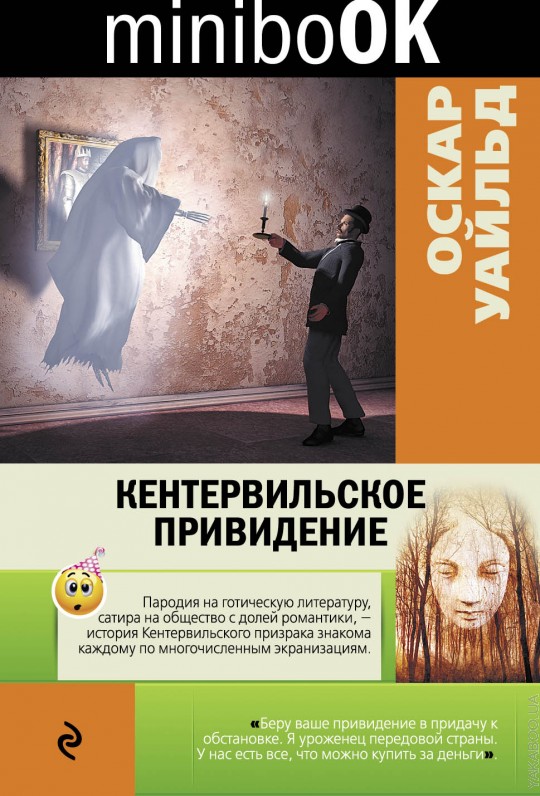 miniboOK
ОСКАР
УАЙЛЬД
КЕНТЕРВИЛЬСКОЕ
ПРИВИДЕНИЕ
Пародия на готическую литературу,
сатира на общество с долей романтики, –
история Кентервильского призрака знакома
каждому по многочисленным экранизациям.
«Беру ваше привидение в придачу к
обстановке. Я уроженец передовой страны.
У нас есть все, что можно купить за деньги».